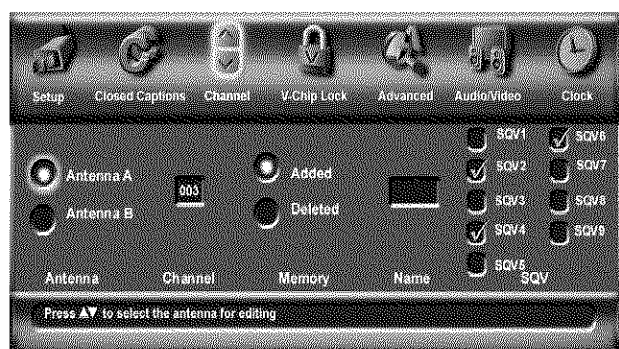 Setup Closed Captions Channel V-Chip Lock Advanced Audio/Video Clock
SQV1 SQV6
Antenna A 003 Added SQV2 SQV7
Antenna B Deleted SQV3 SQV8
SQV4 SQV9
SQV5
Antenna Channel Memory Name SQV
Press ▲▼ to select the antenna for editing